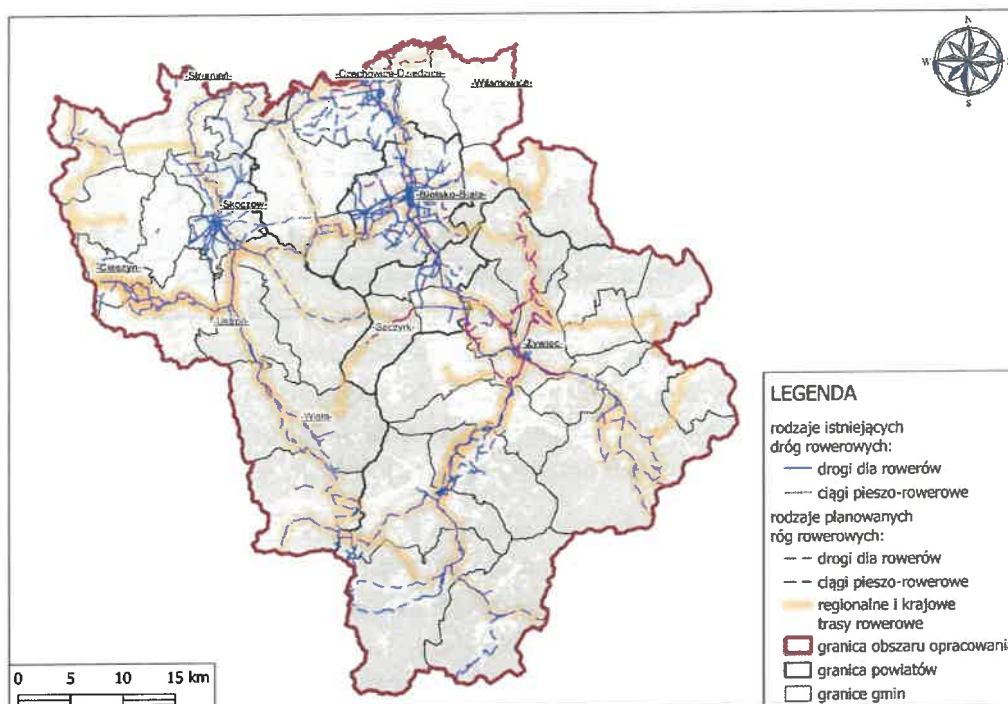 N
W
S
-Strumień-
-Czechowice-Dziedzice-
-Wilamowice-
-Bielsko-Biała-
-Skoczów-
-Cieszyn-
-Ustroń-
-Szczyrk-
-Żywiec-
-Wisła-
LEGENDA
rodzaje istniejących
dróg rowerowych:
drogi dla rowerów
ciągi pieszo-rowerowe
rodzaje planowanych
róg rowerowych:
drogi dla rowerów
ciągi pieszo-rowerowe
regionalne i krajowe
trasy rowerowe
granica obszaru opracowania
granica powiatów
granice gmin
0 5 10 15 km